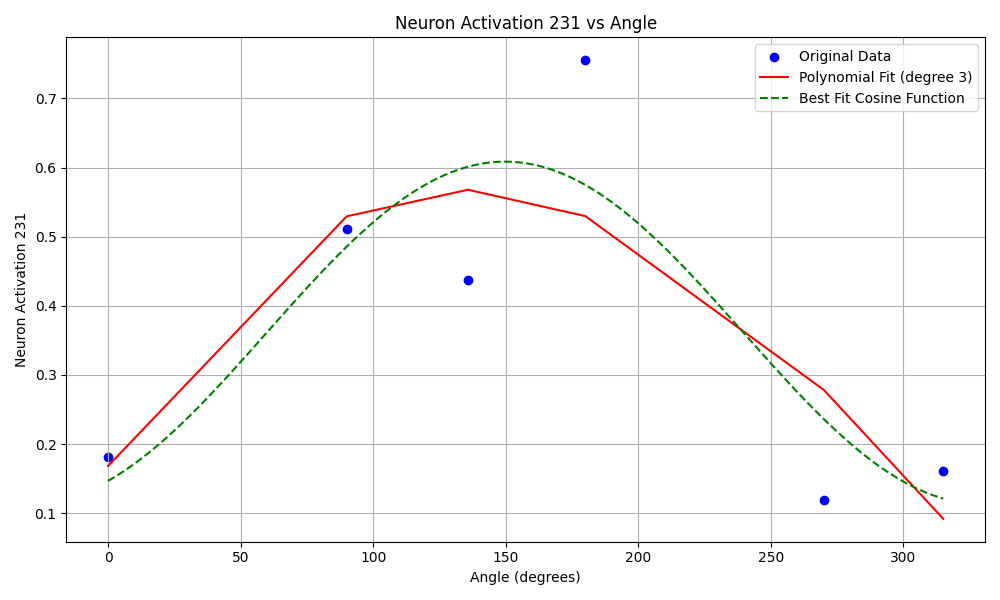 Neuron Activation 231 vs Angle
Original Data
Polynomial Fit (degree 3)
Best Fit Cosine Function
Neuron Activation 231
0.7
0.6
0.5
0.4
0.3
0.2
0.1
0
50
100
150
200
250
300
Angle (degrees)